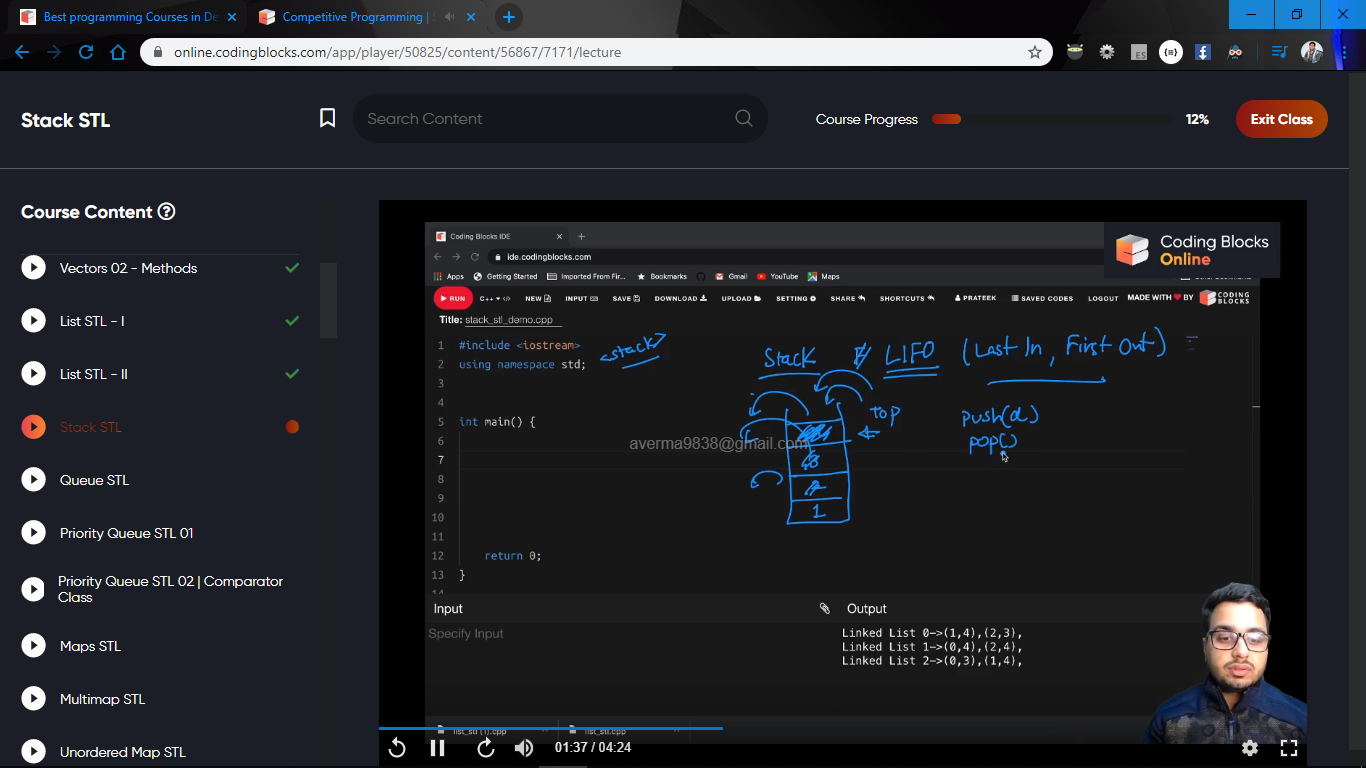 Best programming Courses in De
Competitive Programming |
online.codingblocks.com/app/player/50825/content/56867/7171/lecture
Stack STL
Search Content
Course Progress
12%
Exit Class
Course Content
Vectors 02 - Methods
List STL - I
List STL - II
Stack STL
Queue STL
Priority Queue STL 01
Priority Queue STL 02 | Comparator
Class
Maps STL
Multimap STL
Unordered Map STL
Coding Blocks IDE
ide.codingblocks.com
Coding Blocks
Online
Apps Getting Started Imported From Fir... Bookmarks Gmail YouTube Maps
RUN C++ NEW INPUT SAVE DOWNLOAD UPLOAD SETTING SHARE SHORTCUTS PRATEEK SAVED CODES LOGOUT MADE WITH BY CODING BLOCKS
Title: stack_stl_demo.cpp
1 #include <iostream>
2 using namespace std;
3
4
5 int main() {
6
7
8
9
10
11
12 return 0;
13 }
14
<stack>
Stack LIFO (Last In, First Out)
top
push(d)
pop()
1
averma9838@gmail.com
Input
Specify Input
Output
Linked List 0->(1,4),(2,3),
Linked List 1->(0,4),(2,4),
Linked List 2->(0,3),(1,4),
list_stl (1).cpp
list_stl.cpp
01:37 / 04:24